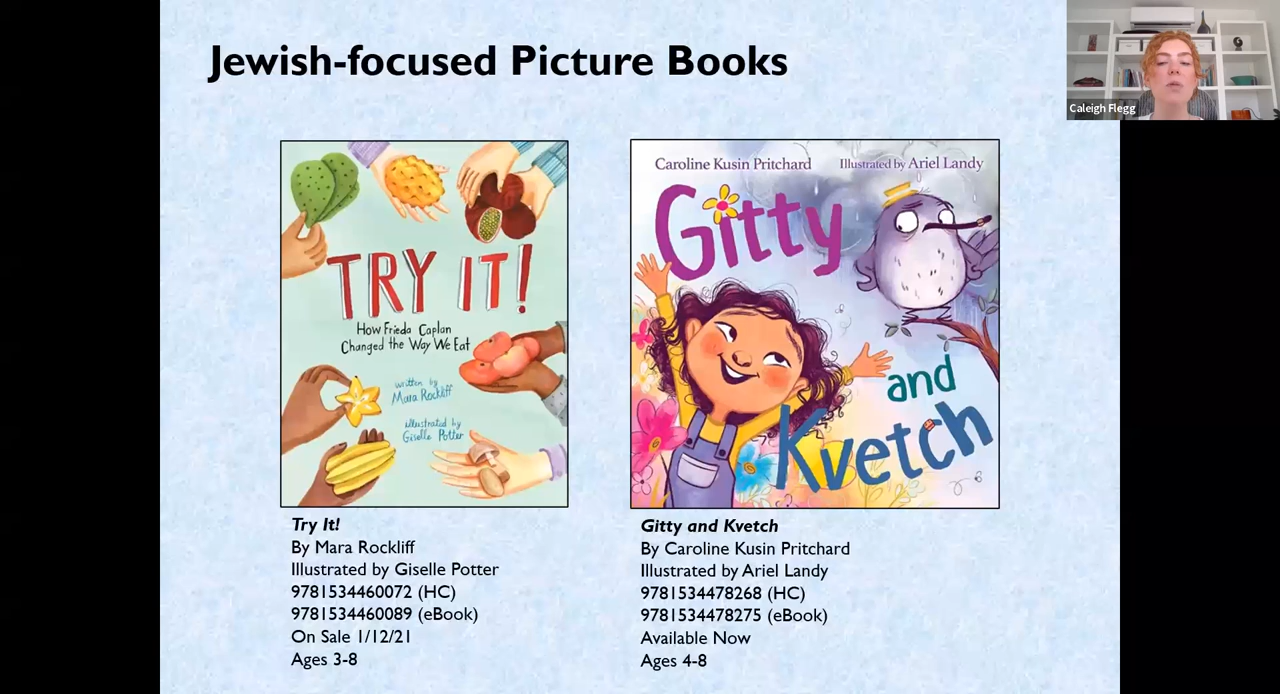 Jewish-focused Picture Books
Caleigh Flegg
TRY IT!
How Frieda Caplan
Changed the Way We Eat
written by
Mara Rockliff
illustrated by
Giselle Potter
Caroline Kusin Pritchard
Illustrated by Ariel Landy
Gitty
and
Kvetch
Try It!
By Mara Rockliff
Illustrated by Giselle Potter
9781534460072 (HC)
9781534460089 (eBook)
On Sale 1/12/21
Ages 3-8
Gitty and Kvetch
By Caroline Kusin Pritchard
Illustrated by Ariel Landy
9781534478268 (HC)
9781534478275 (eBook)
Available Now
Ages 4-8